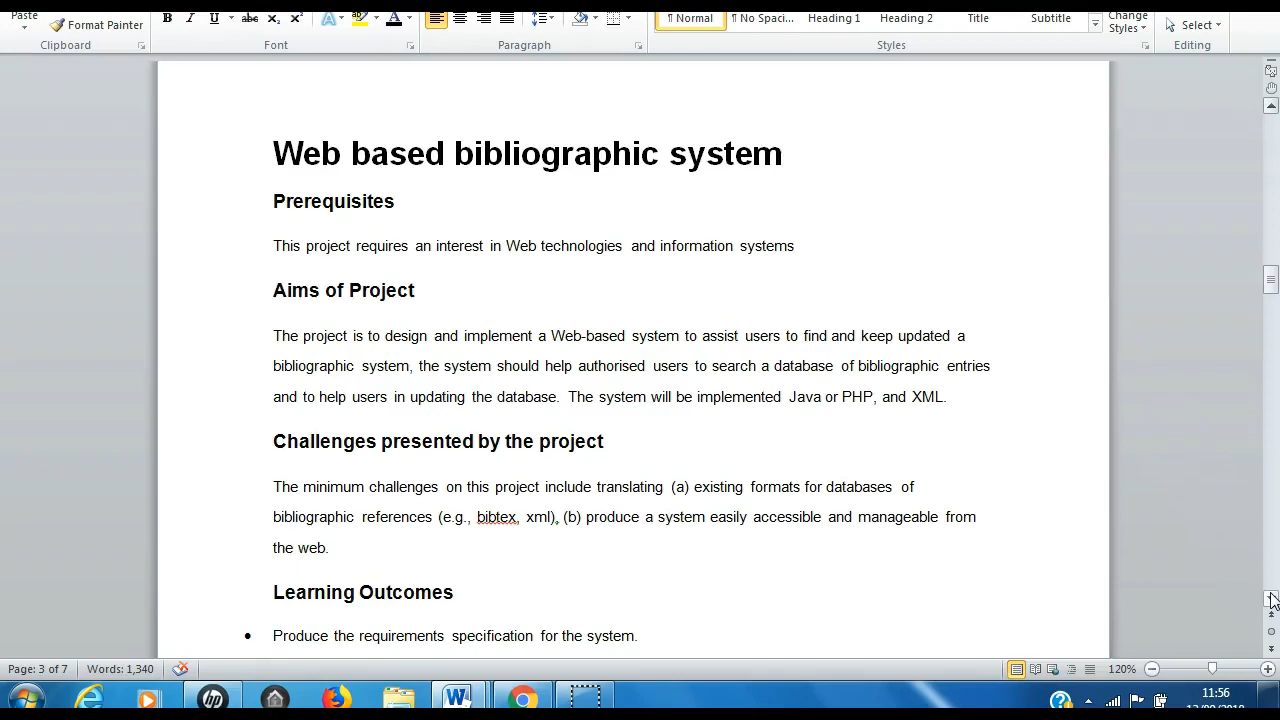 Paste
Format Painter
B I U abc x₂ x² A ab A
¶ Normal ¶ No Spaci... Heading 1 Heading 2 Title Subtitle
Change Styles
Select
Clipboard Font Paragraph Styles Editing
Web based bibliographic system
Prerequisites
This project requires an interest in Web technologies and information systems
Aims of Project
The project is to design and implement a Web-based system to assist users to find and keep updated a
bibliographic system, the system should help authorised users to search a database of bibliographic entries
and to help users in updating the database. The system will be implemented Java or PHP, and XML.
Challenges presented by the project
The minimum challenges on this project include translating (a) existing formats for databases of
bibliographic references (e.g., bibtex, xml), (b) produce a system easily accessible and manageable from
the web.
Learning Outcomes
• Produce the requirements specification for the system.
Page: 3 of 7 Words: 1,340 120%
hp W 11:56